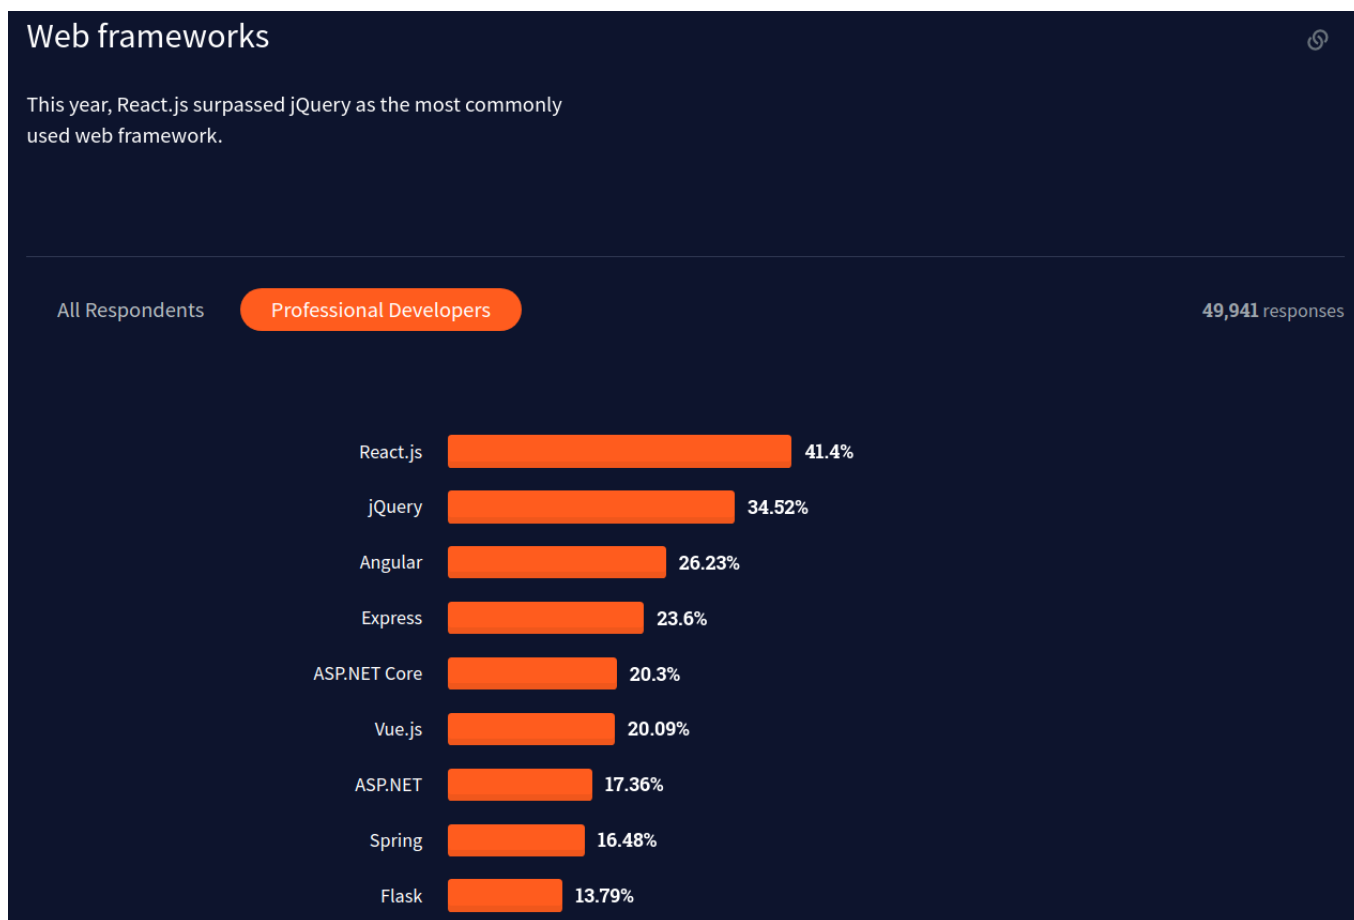 Web frameworks
This year, React.js surpassed jQuery as the most commonly
used web framework.
All Respondents
Professional Developers
49,941 responses
React.js 41.4%
jQuery 34.52%
Angular 26.23%
Express 23.6%
ASP.NET Core 20.3%
Vue.js 20.09%
ASP.NET 17.36%
Spring 16.48%
Flask 13.79%